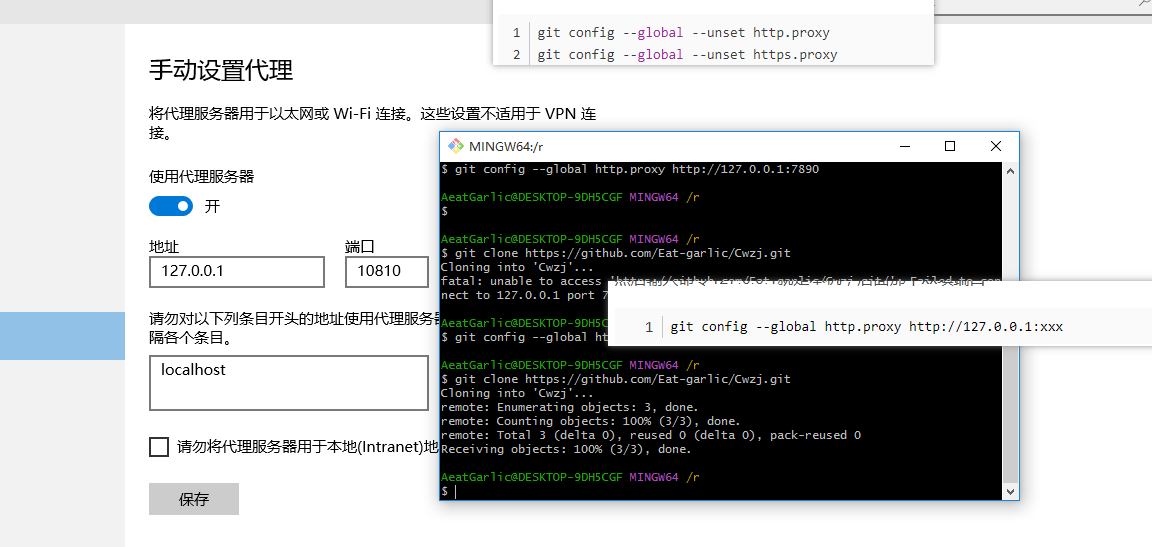 1 git config --global --unset http.proxy
2 git config --global --unset https.proxy
手动设置代理
将代理服务器用于以太网或 Wi-Fi 连接。这些设置不适用于 VPN 连
接。
使用代理服务器
开
地址
端口
127.0.0.1
10810
请勿对以下列条目开头的地址使用代理服务器
隔各个条目。
localhost
请勿将代理服务器用于本地(Intranet)地
保存
MINGW64:/r
$ git config --global http.proxy http://127.0.0.1:7890
AeatGarlic@DESKTOP-9DH5CGF MINGW64 /r
$
AeatGarlic@DESKTOP-9DH5CGF MINGW64 /r
$ git clone https://github.com/Eat-garlic/Cwzj.git
Cloning into 'Cwzj'...
fatal: unable to access
nect to 127.0.0.1 port 7
AeatGarlic@DESKTOP-9DH5CGF
$ git config --global ht
1 git config --global http.proxy http://127.0.0.1:xxx
AeatGarlic@DESKTOP-9DH5CGF MINGW64 /r
$ git clone https://github.com/Eat-garlic/Cwzj.git
Cloning into 'Cwzj'...
remote: Enumerating objects: 3, done.
remote: Counting objects: 100% (3/3), done.
remote: Total 3 (delta 0), reused 0 (delta 0), pack-reused 0
Receiving objects: 100% (3/3), done.
AeatGarlic@DESKTOP-9DH5CGF MINGW64 /r
$